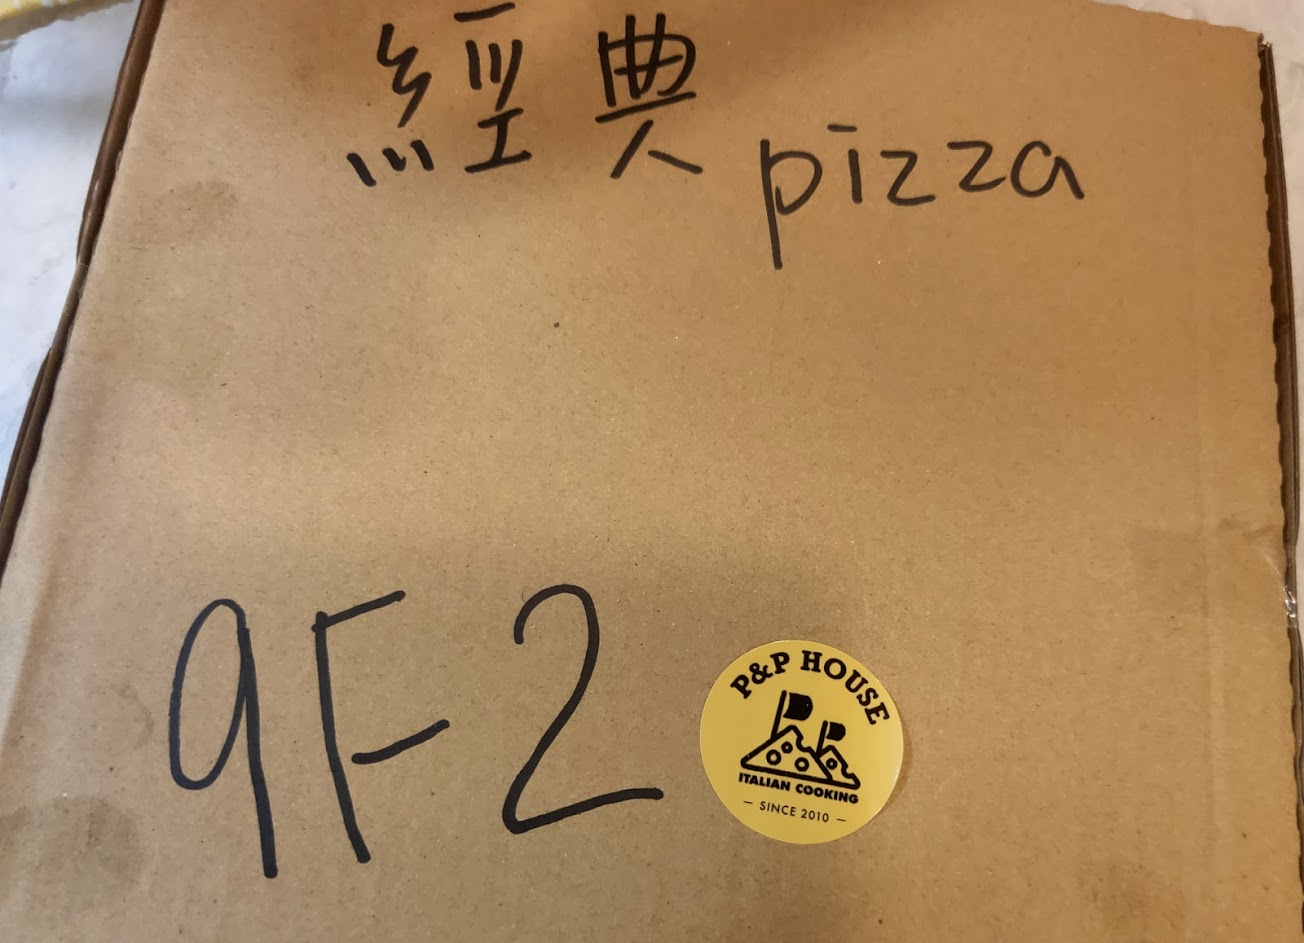 經典 pizza
9F2
P&P HOUSE
ITALIAN COOKING
— SINCE 2010 —